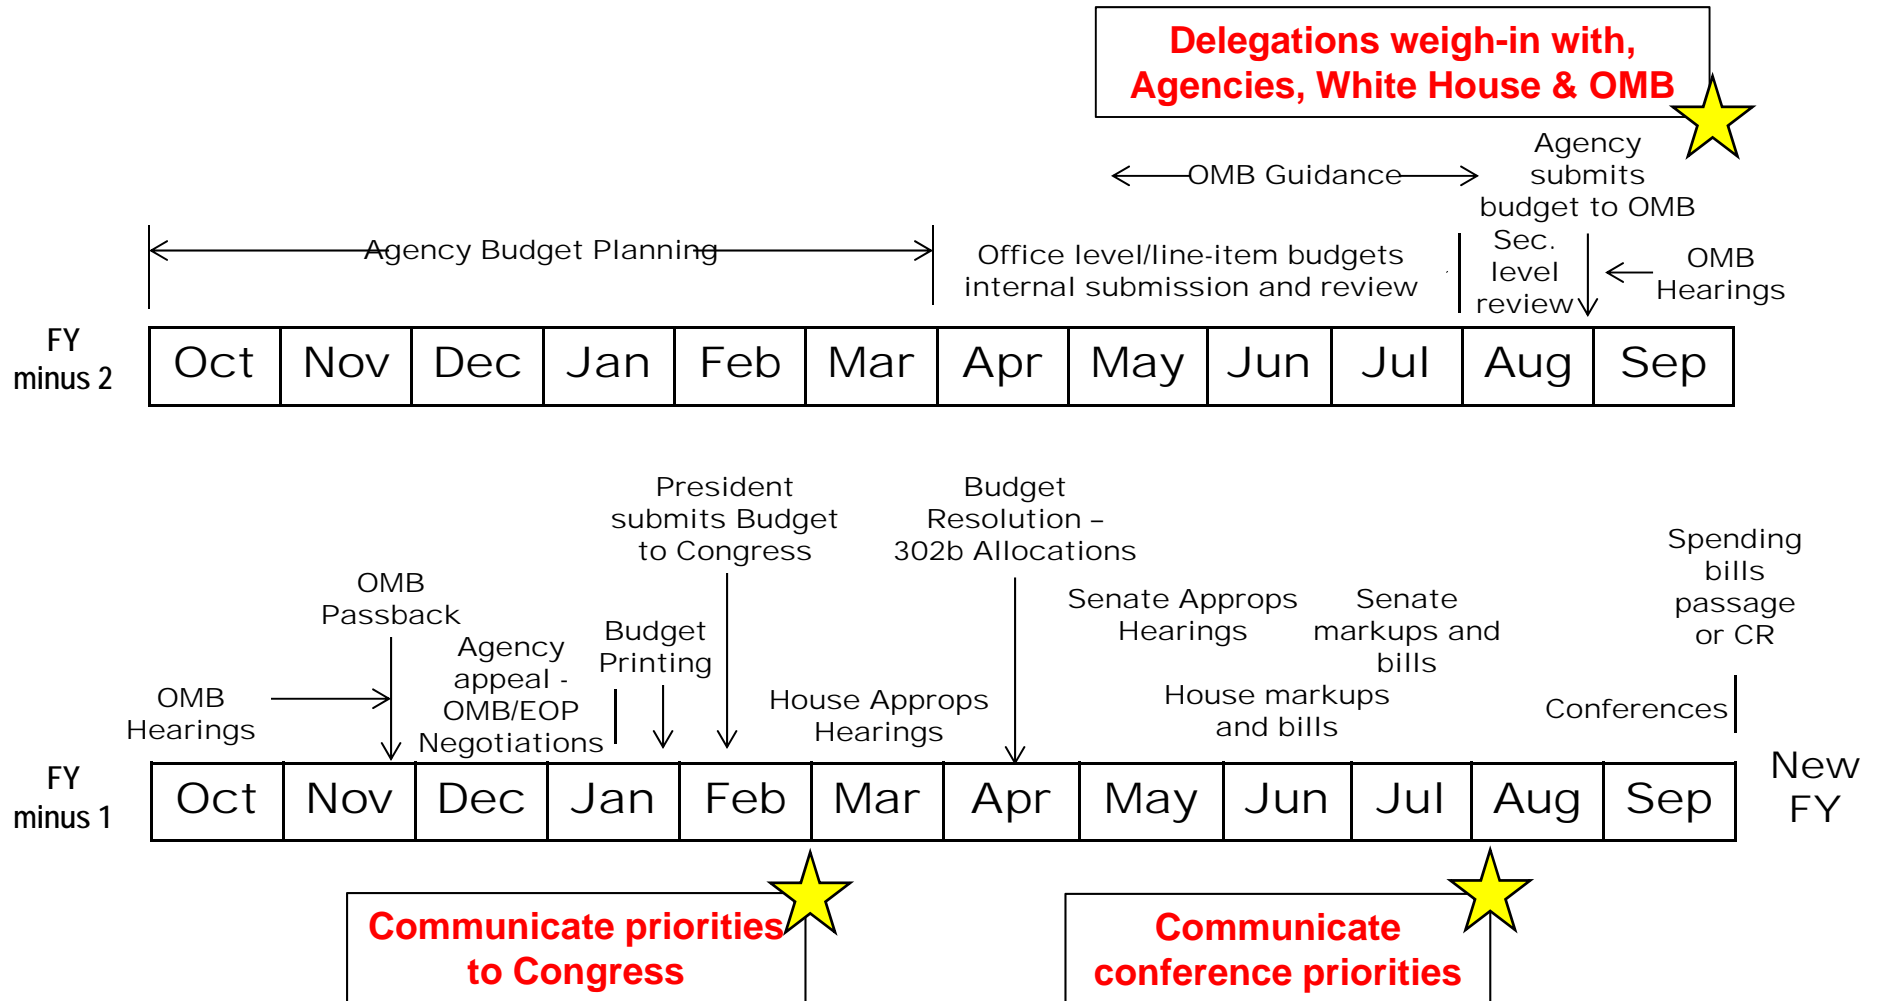 Delegations weigh-in with,
Agencies, White House & OMB
OMB Guidance
Agency
submits
budget to OMB
Agency Budget Planning
Office level/line-item budgets
internal submission and review
Sec.
level
review
OMB
Hearings
FY
minus 2
Oct Nov Dec Jan Feb Mar Apr May Jun Jul Aug Sep
President
submits Budget
to Congress
Budget
Resolution –
302b Allocations
Spending
bills
passage
or CR
OMB
Passback
Senate Approps
Hearings
Senate
markups and
bills
Budget
Printing
Agency
appeal -
OMB/EOP
Negotiations
OMB
Hearings
House Approps
Hearings
House markups
and bills
Conferences
FY
minus 1
Oct Nov Dec Jan Feb Mar Apr May Jun Jul Aug Sep
New
FY
Communicate priorities
to Congress
Communicate
conference priorities